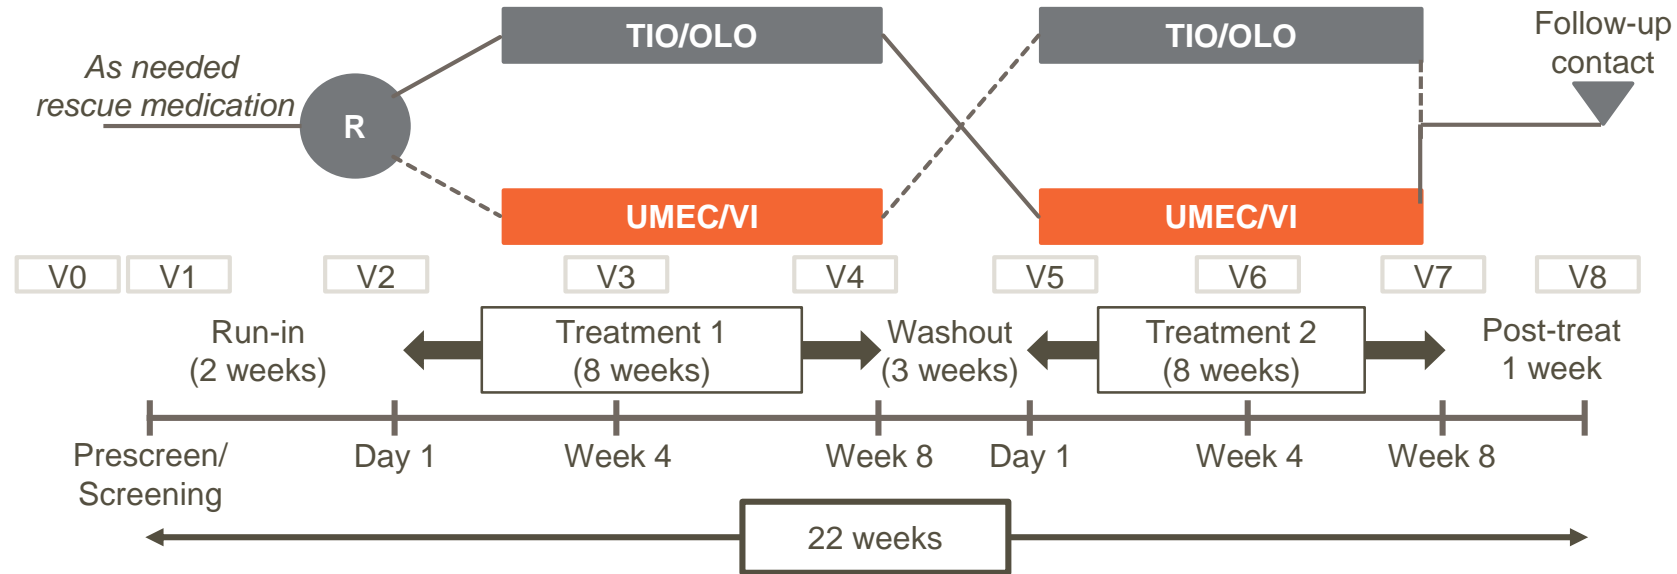 As needed
rescue medication
R
TIO/OLO
TIO/OLO
Follow-up
contact
UMEC/VI
UMEC/VI
V0
V1
V2
V3
V4
V5
V6
V7
V8
Run-in
(2 weeks)
Treatment 1
(8 weeks)
Washout
(3 weeks)
Treatment 2
(8 weeks)
Post-treat
1 week
Prescreen/
Screening
Day 1
Week 4
Week 8
Day 1
Week 4
Week 8
22 weeks